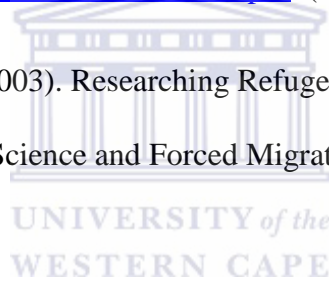 003). Researching Refuge
Science and Forced Migrat
UNIVERSITY of the
WESTERN CAPE